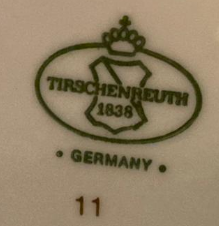 TIRSCHENREUTH
1838
• GERMANY •
11